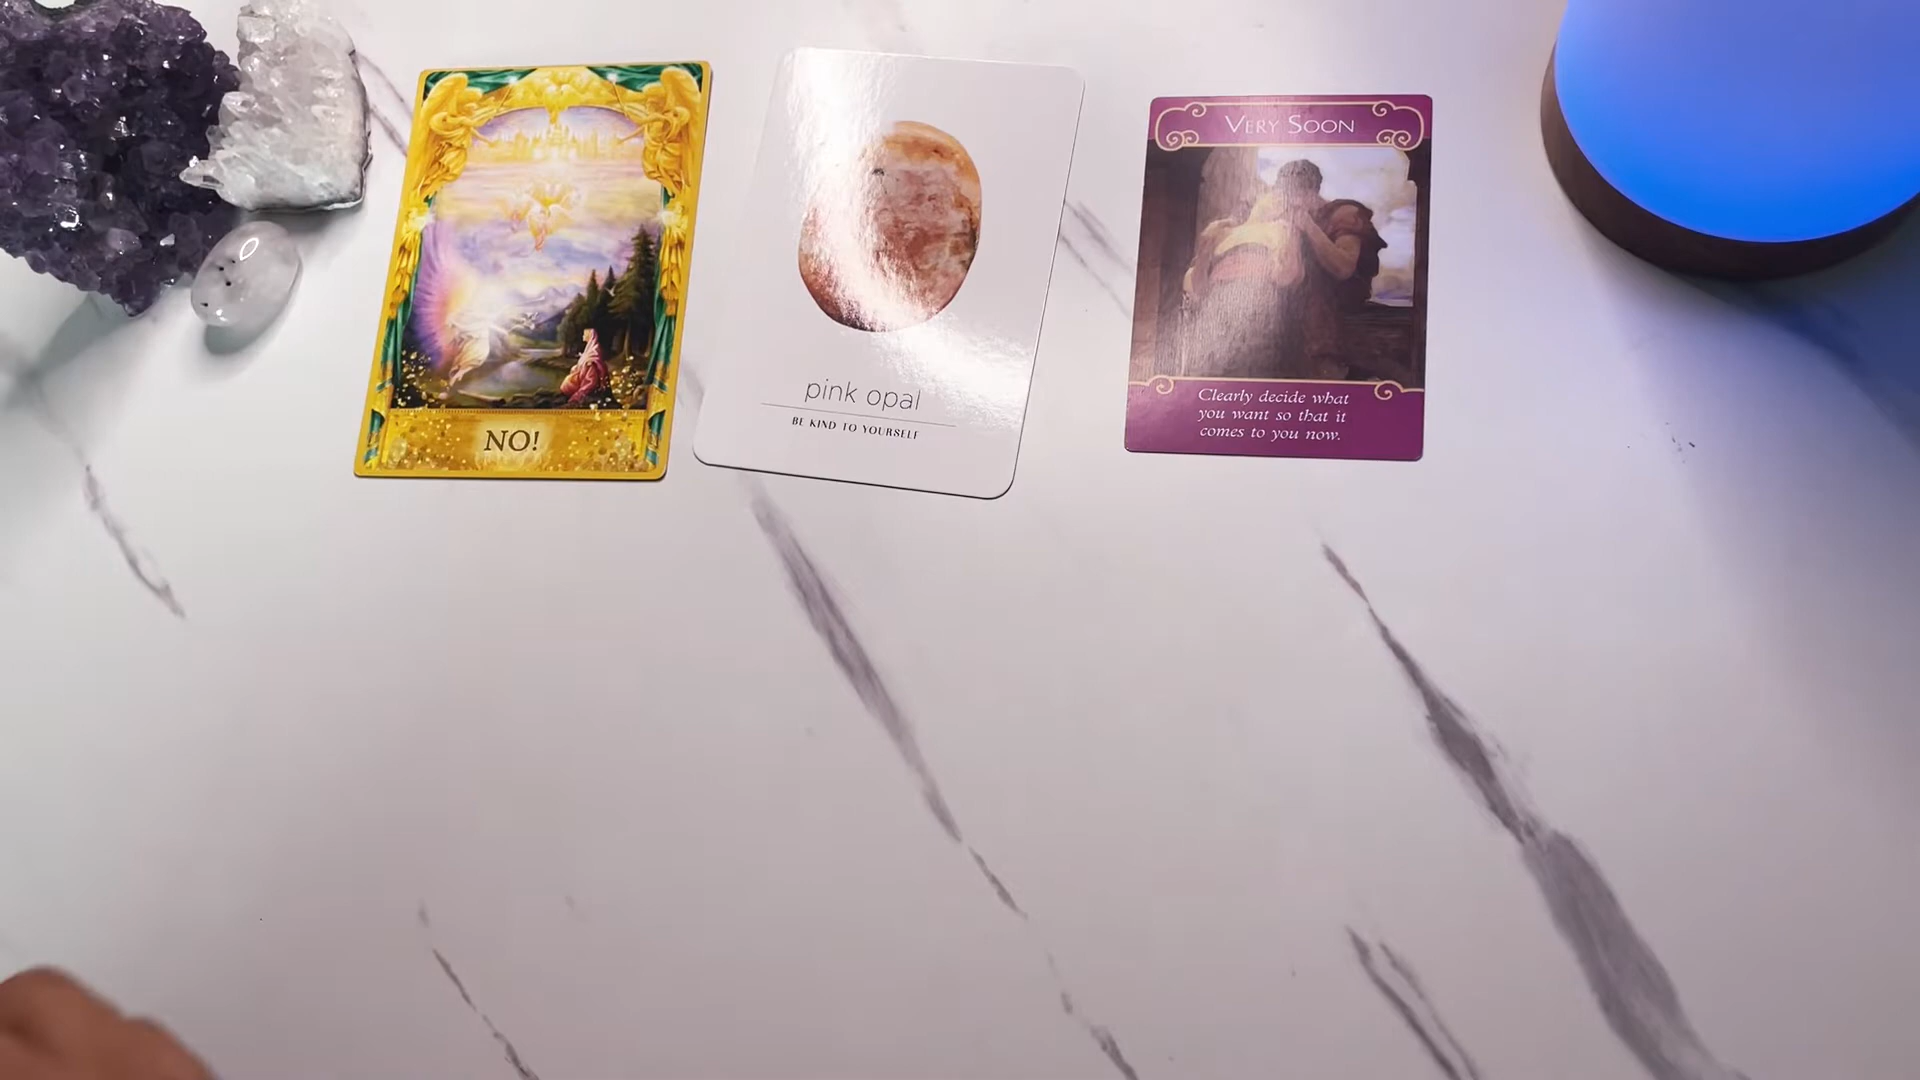 NO!
pink opal
BE KIND TO YOURSELF
VERY SOON
Clearly decide what
you want so that it
comes to you now.